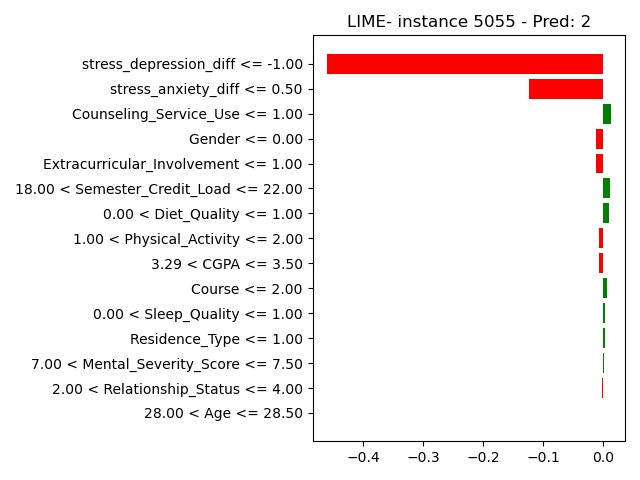 LIME- instance 5055 - Pred: 2
stress_depression_diff <= -1.00
stress_anxiety_diff <= 0.50
Counseling_Service_Use <= 1.00
Gender <= 0.00
Extracurricular_Involvement <= 1.00
18.00 < Semester_Credit_Load <= 22.00
0.00 < Diet_Quality <= 1.00
1.00 < Physical_Activity <= 2.00
3.29 < CGPA <= 3.50
Course <= 2.00
0.00 < Sleep_Quality <= 1.00
Residence_Type <= 1.00
7.00 < Mental_Severity_Score <= 7.50
2.00 < Relationship_Status <= 4.00
28.00 < Age <= 28.50
−0.4 −0.3 −0.2 −0.1 0.0